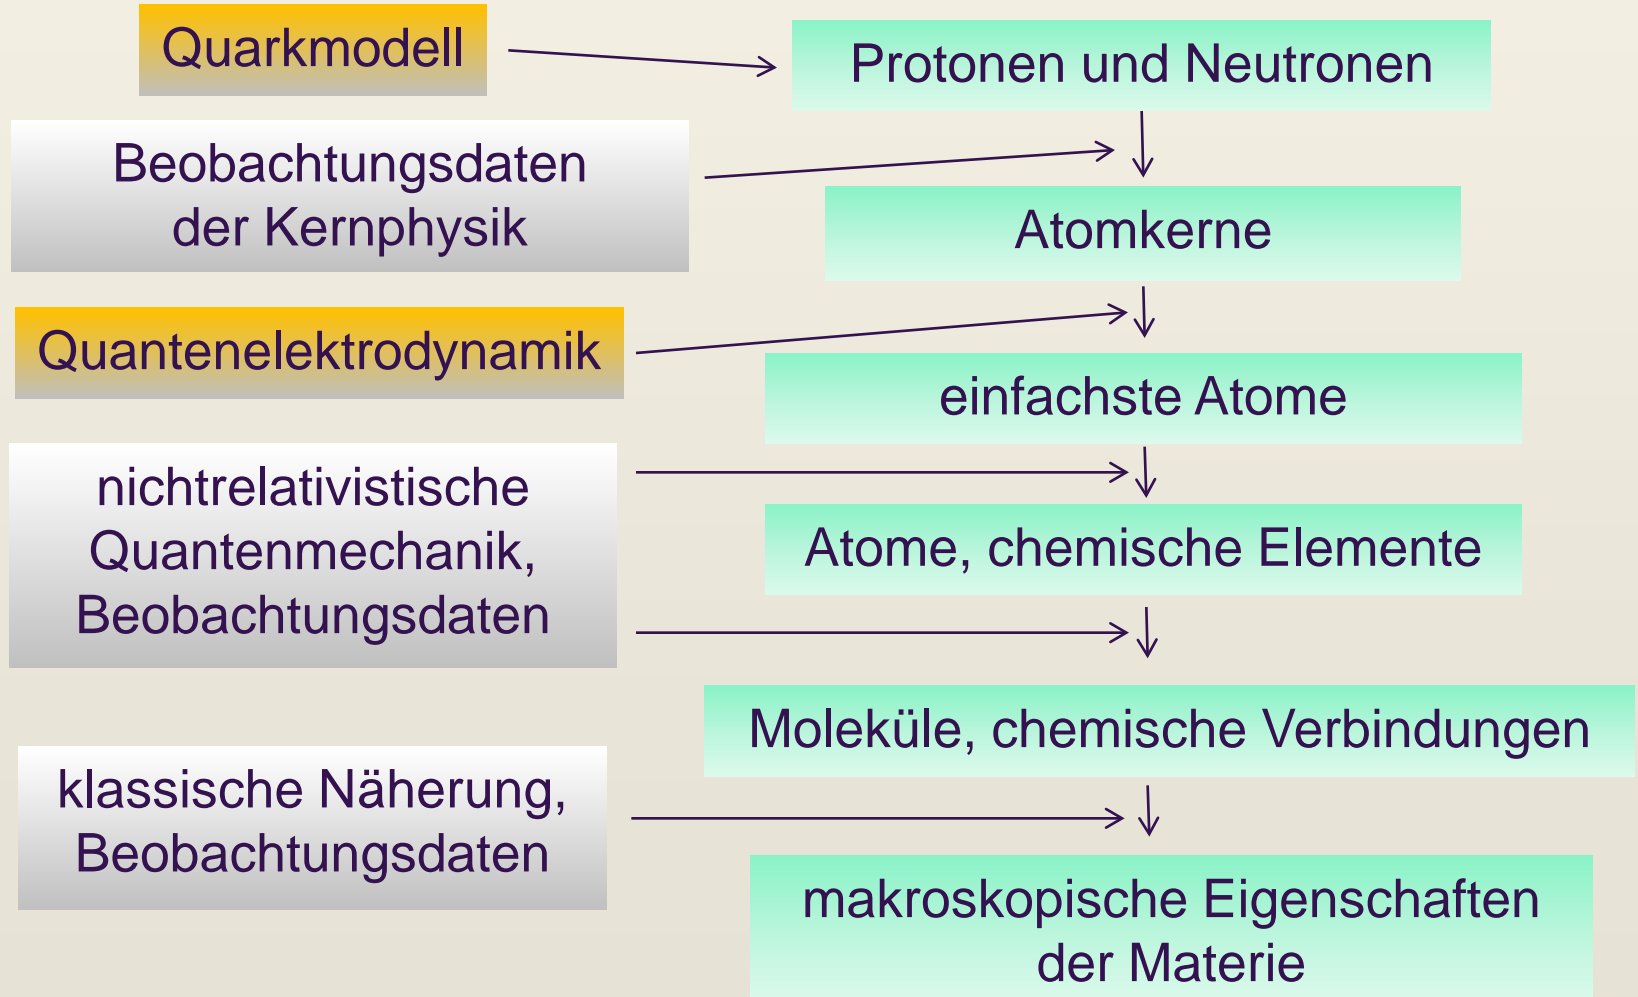 Quarkmodell
Protonen und Neutronen
Beobachtungsdaten
der Kernphysik
Atomkerne
Quantenelektrodynamik
einfachste Atome
nichtrelativistische
Quantenmechanik,
Beobachtungsdaten
Atome, chemische Elemente
Moleküle, chemische Verbindungen
klassische Näherung,
Beobachtungsdaten
makroskopische Eigenschaften
der Materie